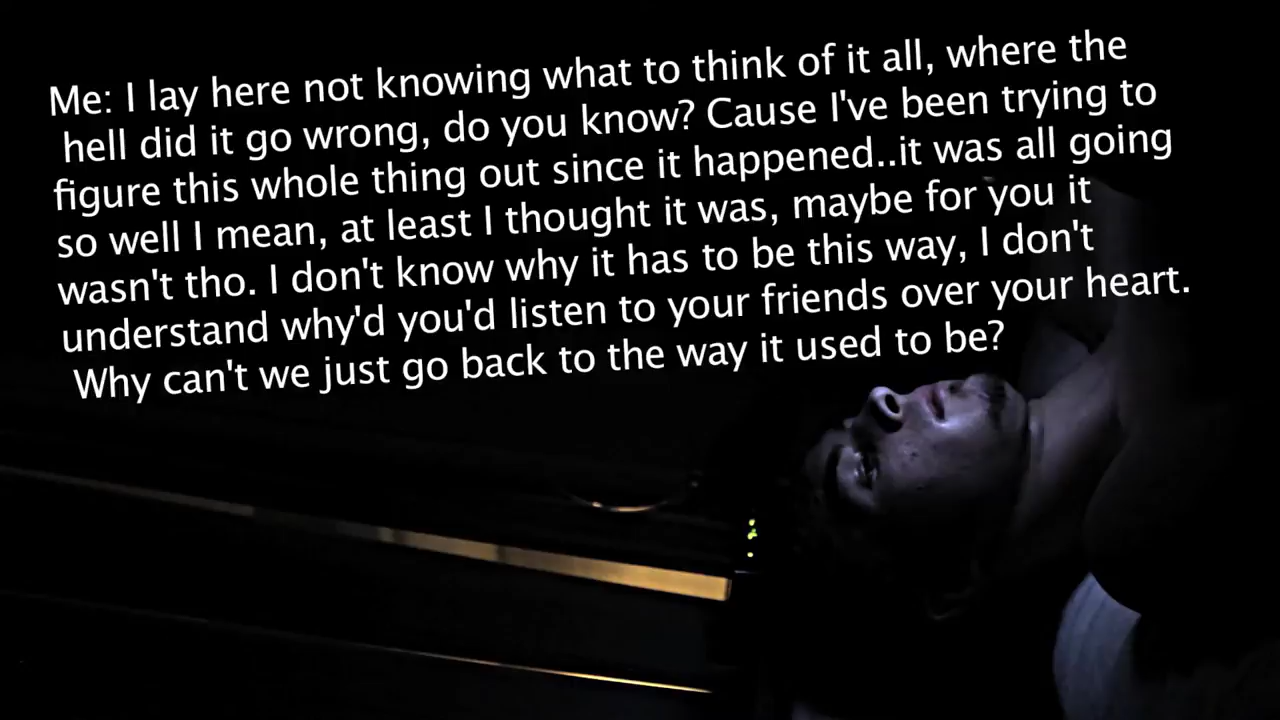 Me: I lay here not knowing what to think of it all, where the
hell did it go wrong, do you know? Cause I've been trying to
figure this whole thing out since it happened..it was all going
so well I mean, at least I thought it was, maybe for you it
wasn't tho. I don't know why it has to be this way, I don't
understand why'd you'd listen to your friends over your heart.
Why can't we just go back to the way it used to be?